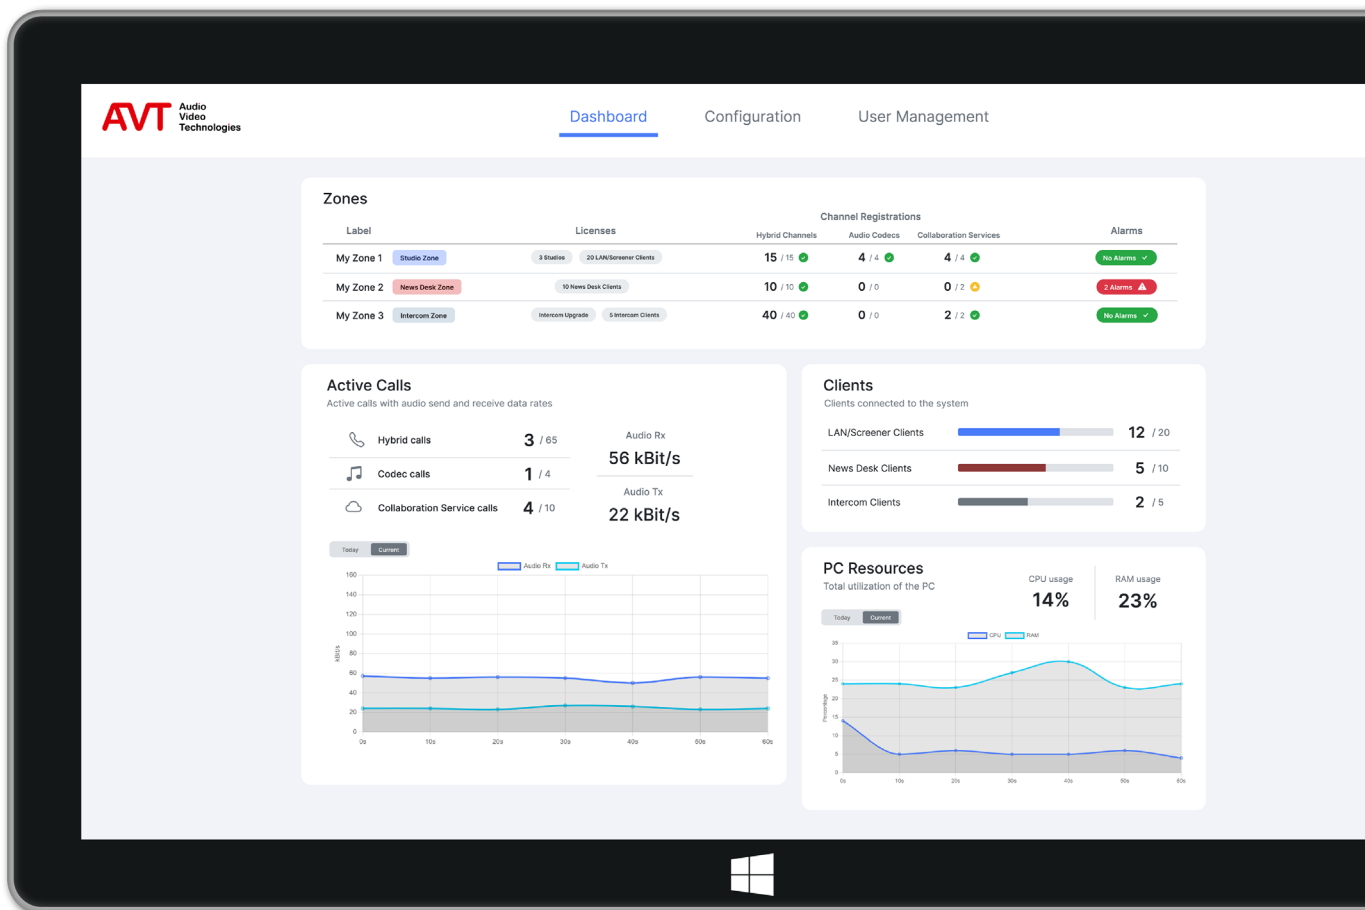 AVT
Audio
Video
Technologies
Dashboard Configuration User Management
Zones
Channel Registrations
Label Licenses Hybrid Channels Audio Codecs Collaboration Services Alarms
My Zone 1 Studio Zone 3 Studios 20 LAN/Screener Clients 15 / 15 4 / 4 4 / 4 No Alarms
My Zone 2 News Desk Zone 10 News Desk Clients 10 / 10 0 / 0 0 / 2 2 Alarms
My Zone 3 Intercom Zone Intercom Upgrade 5 Intercom Clients 40 / 40 0 / 0 2 / 2 No Alarms
Active Calls
Active calls with audio send and receive data rates
Hybrid calls 3 / 65
Codec calls 1 / 4
Collaboration Service calls 4 / 10
Audio Rx
56 kBit/s
Audio Tx
22 kBit/s
Today Current
Audio Rx Audio Tx
kBit/s
160
140
120
100
80
60
40
20
0
0s 10s 20s 30s 40s 50s 60s
Clients
Clients connected to the system
LAN/Screener Clients 12 / 20
News Desk Clients 5 / 10
Intercom Clients 2 / 5
PC Resources
Total utilization of the PC
CPU usage
14%
RAM usage
23%
Today Current
CPU RAM
Percentage
35
30
25
20
15
10
5
0
0s 10s 20s 30s 40s 50s 60s